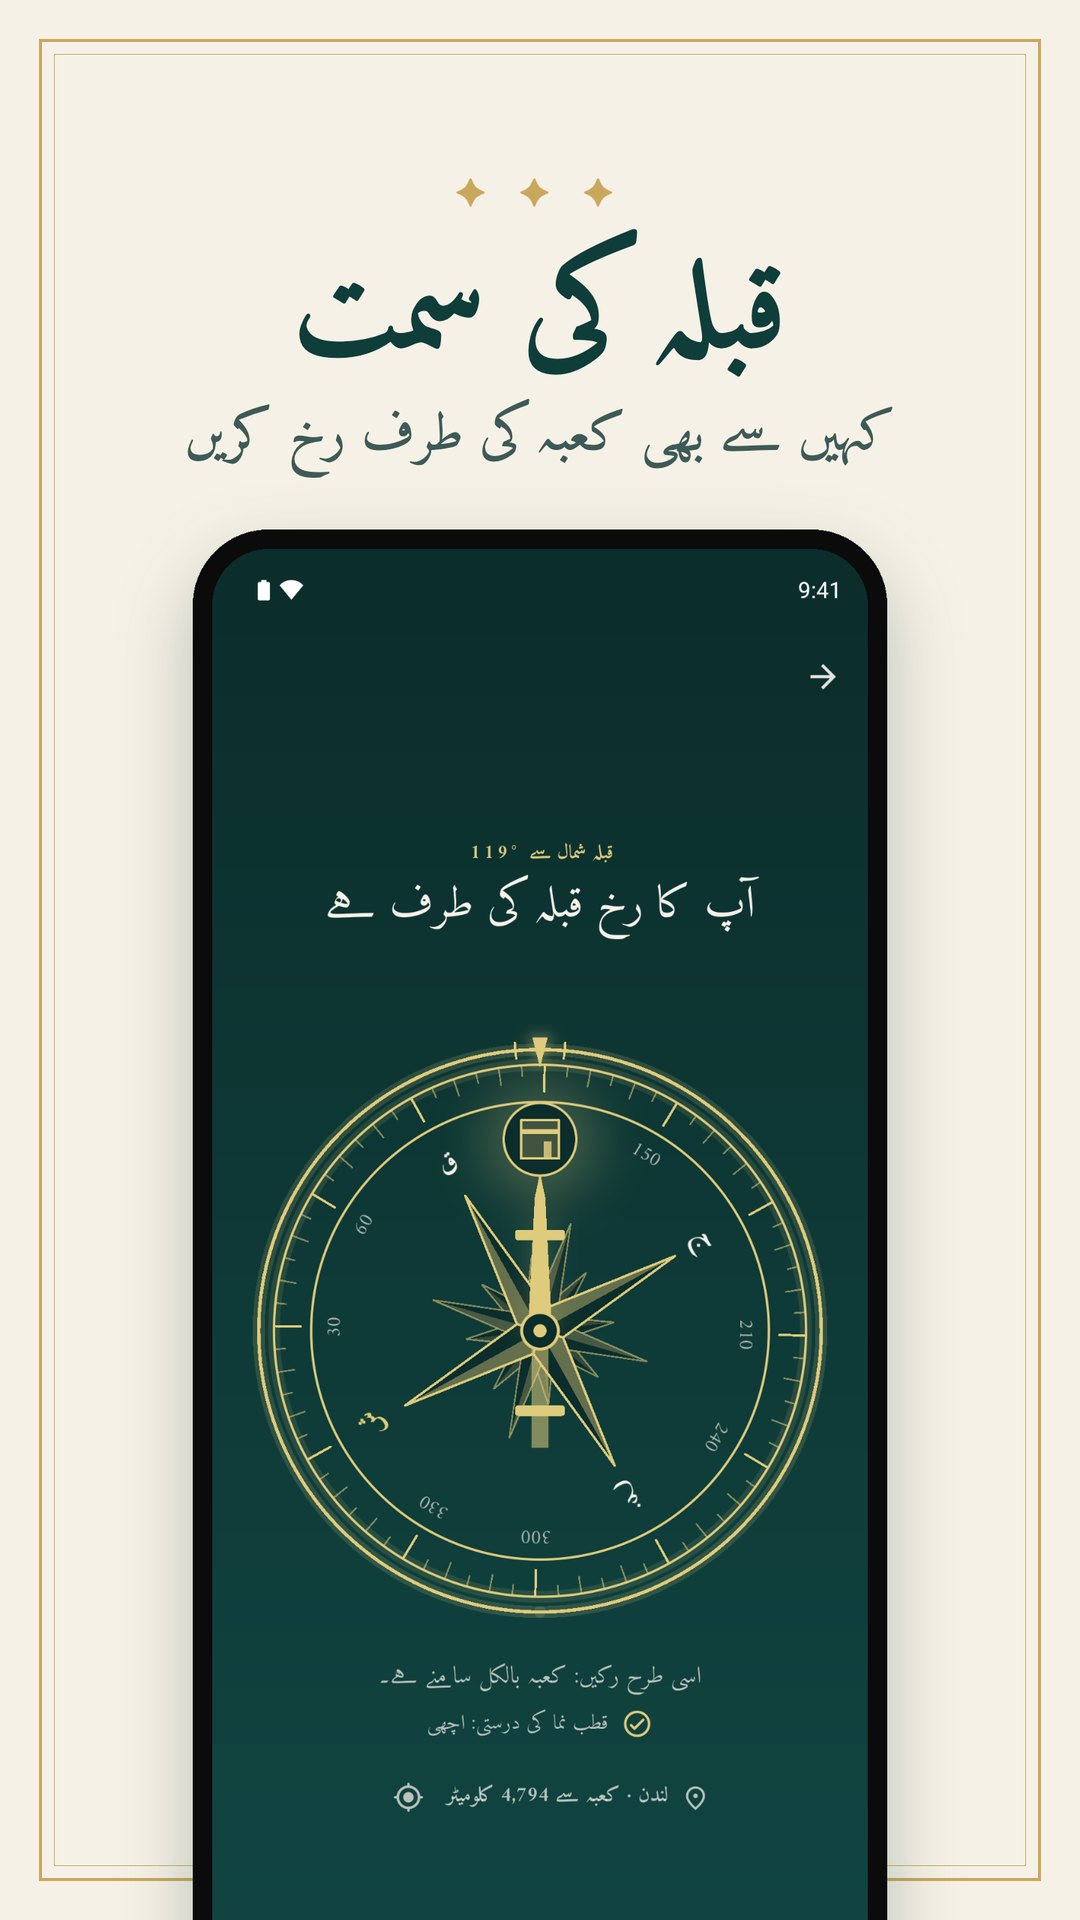 قبلہ کی سمت
کہیں سے بھی کعبہ کی طرف رخ کریں
9:41
قبلہ شمال سے 119°
آپ کا رخ قبلہ کی طرف ہے
ق
150
ج
60
30
210
ش
240
غ
330
300
اسی طرح رکیں: کعبہ بالکل سامنے ہے۔
قطب نما کی درستی: اچھی
لندن · کعبہ سے 4,794 کلومیٹر